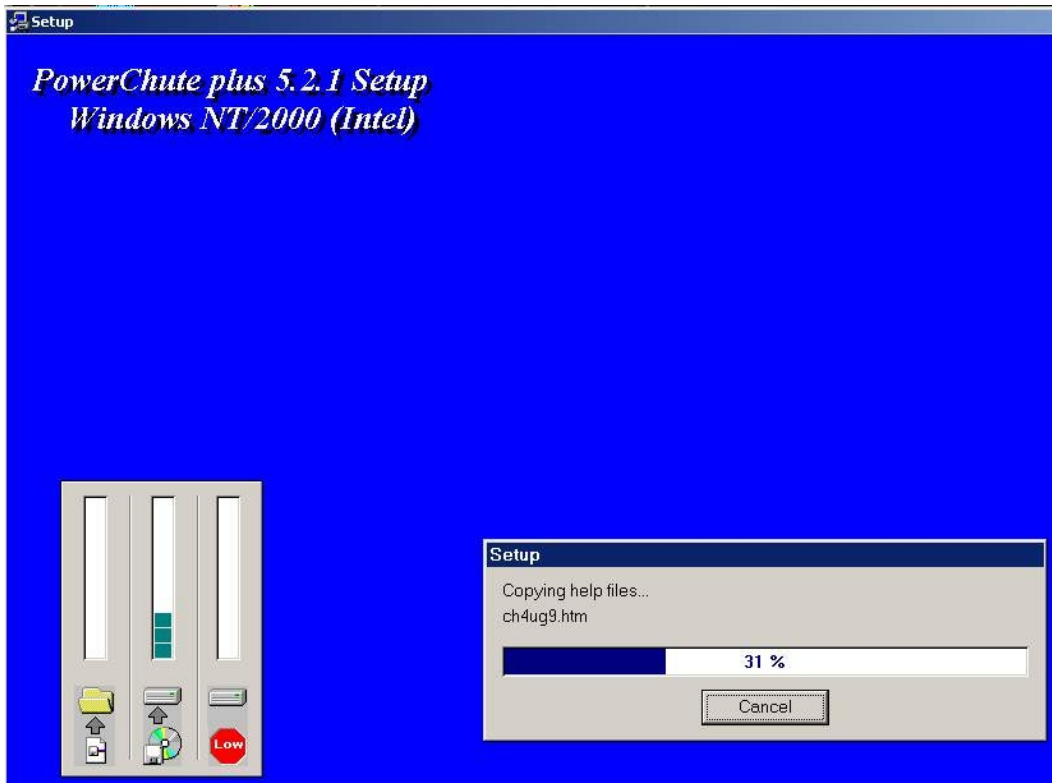 Setup
PowerChute plus 5.2.1 Setup
Windows NT/2000 (Intel)
Setup
Copying help files...
ch4ug9.htm
31 %
Cancel
Low